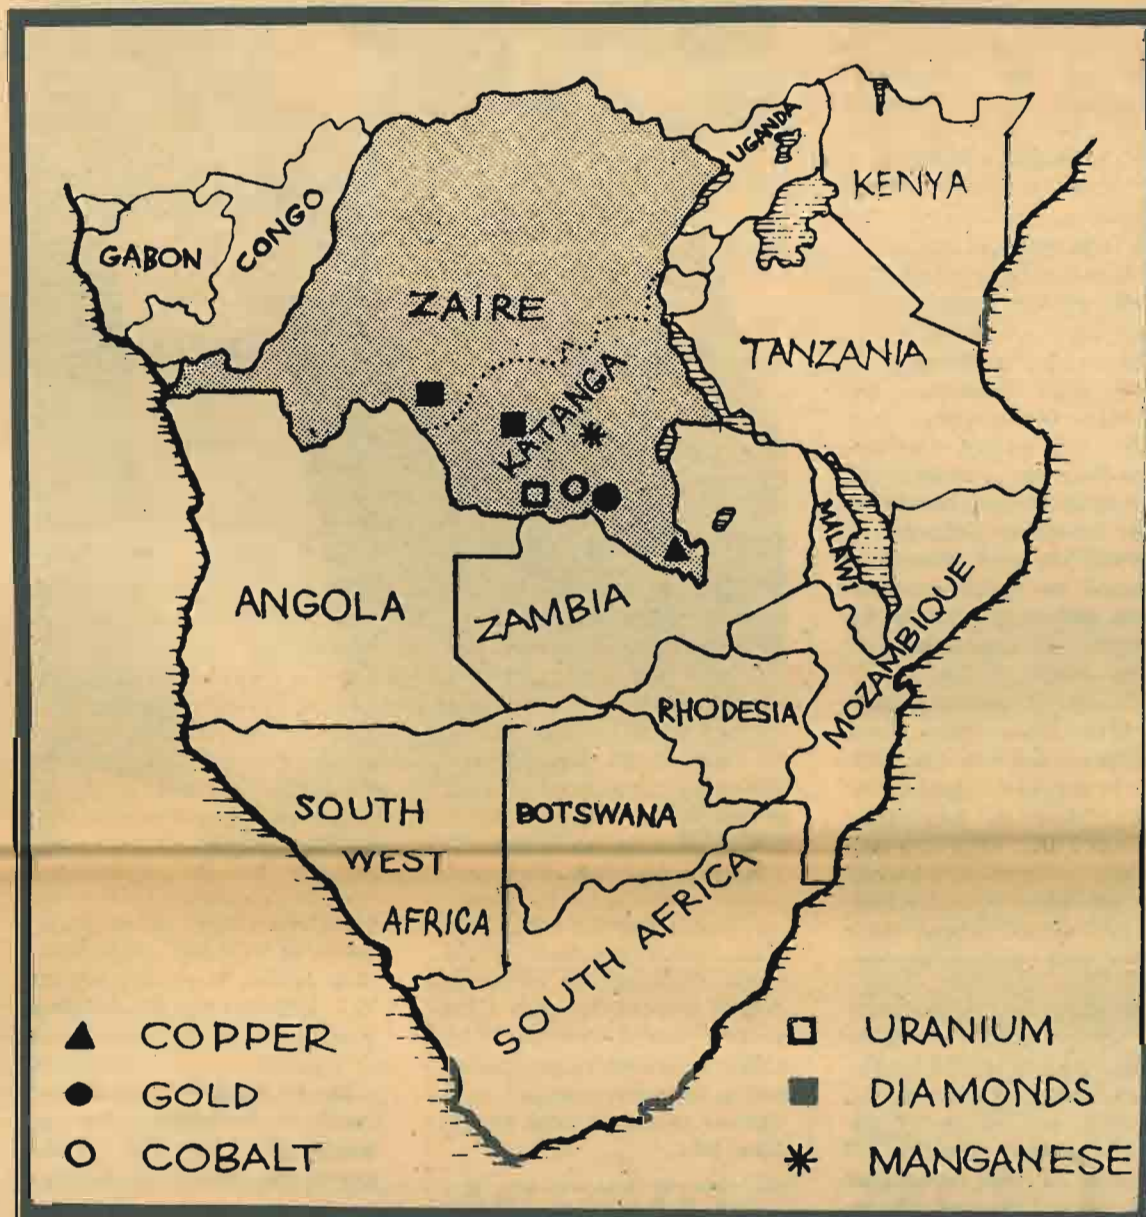 UGANDA
KENYA
GABON
CONGO
ZAIRE
TANZANIA
KATANGA
MALAWI
ANGOLA
ZAMBIA
MOZAMBIQUE
RHODESIA
SOUTH
WEST
AFRICA
BOTSWANA
SOUTH AFRICA
COPPER
GOLD
COBALT
URANIUM
DIAMONDS
MANGANESE